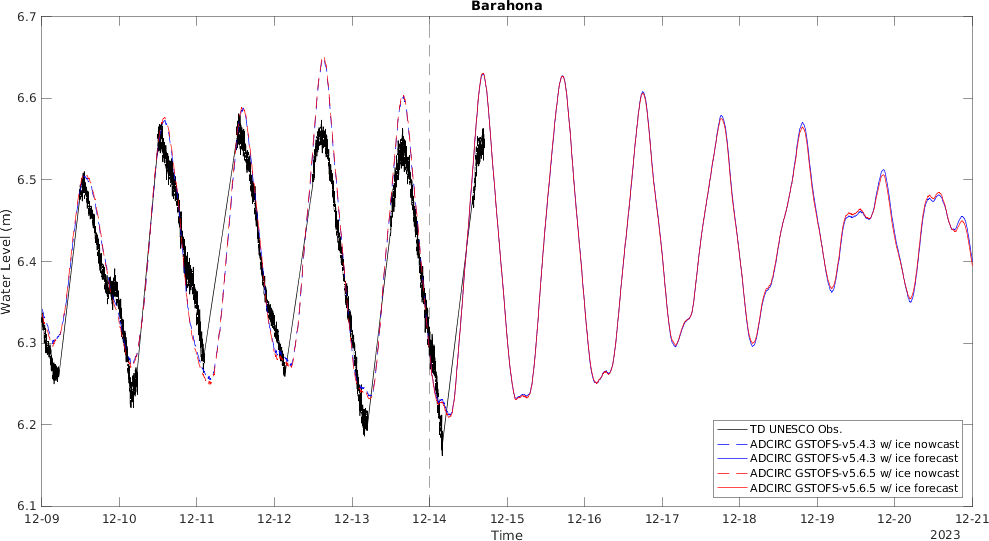 Barahona
6.7
6.6
6.5
6.4
6.3
6.2
6.1
Water Level (m)
12-09
12-10
12-11
12-12
12-13
12-14
12-15
12-16
12-17
12-18
12-19
12-20
12-21
Time
2023
TD UNESCO Obs.
ADCIRC GSTOFS-v5.4.3 w/ ice nowcast
ADCIRC GSTOFS-v5.4.3 w/ ice forecast
ADCIRC GSTOFS-v5.6.5 w/ ice nowcast
ADCIRC GSTOFS-v5.6.5 w/ ice forecast